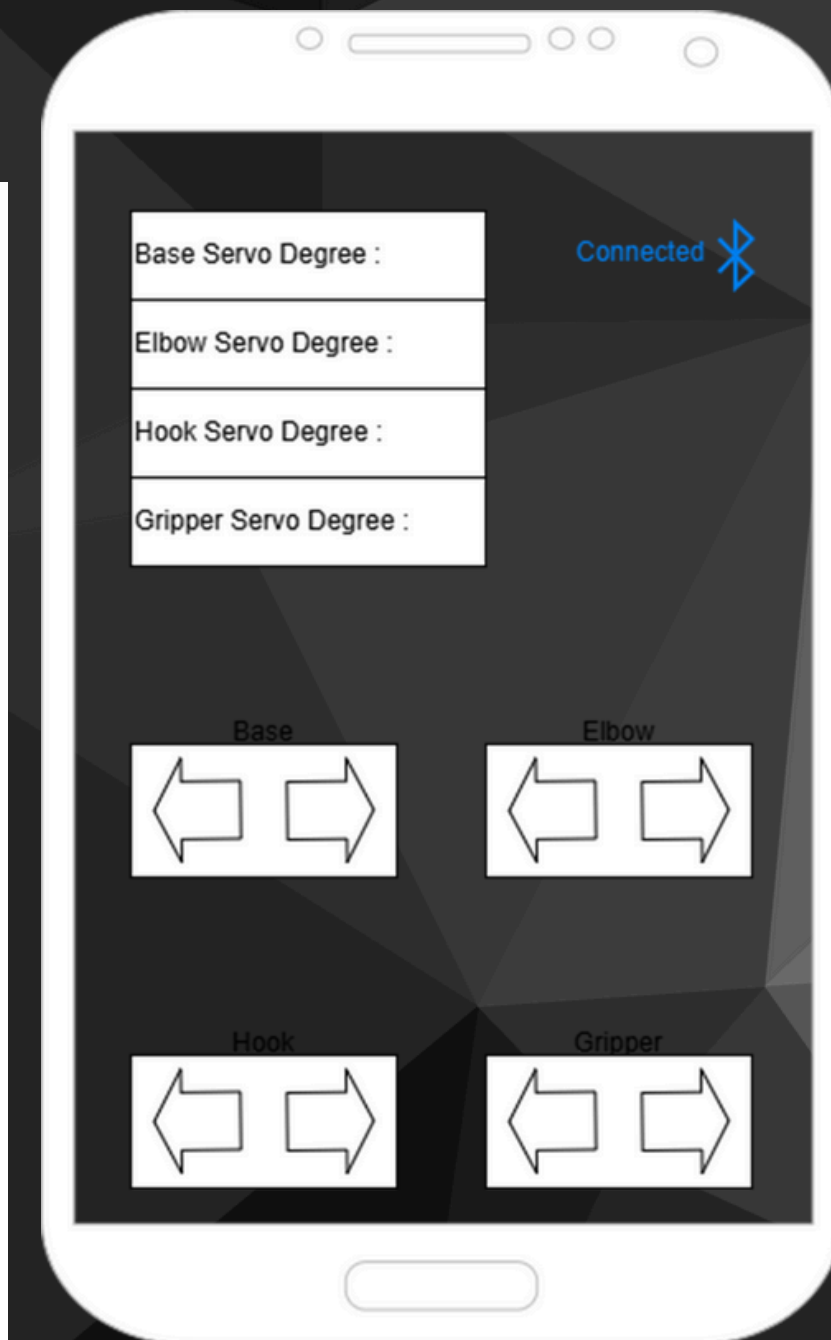 Base Servo Degree :
Connected
Elbow Servo Degree :
Hook Servo Degree :
Gripper Servo Degree :
Base
Elbow
Hook
Gripper